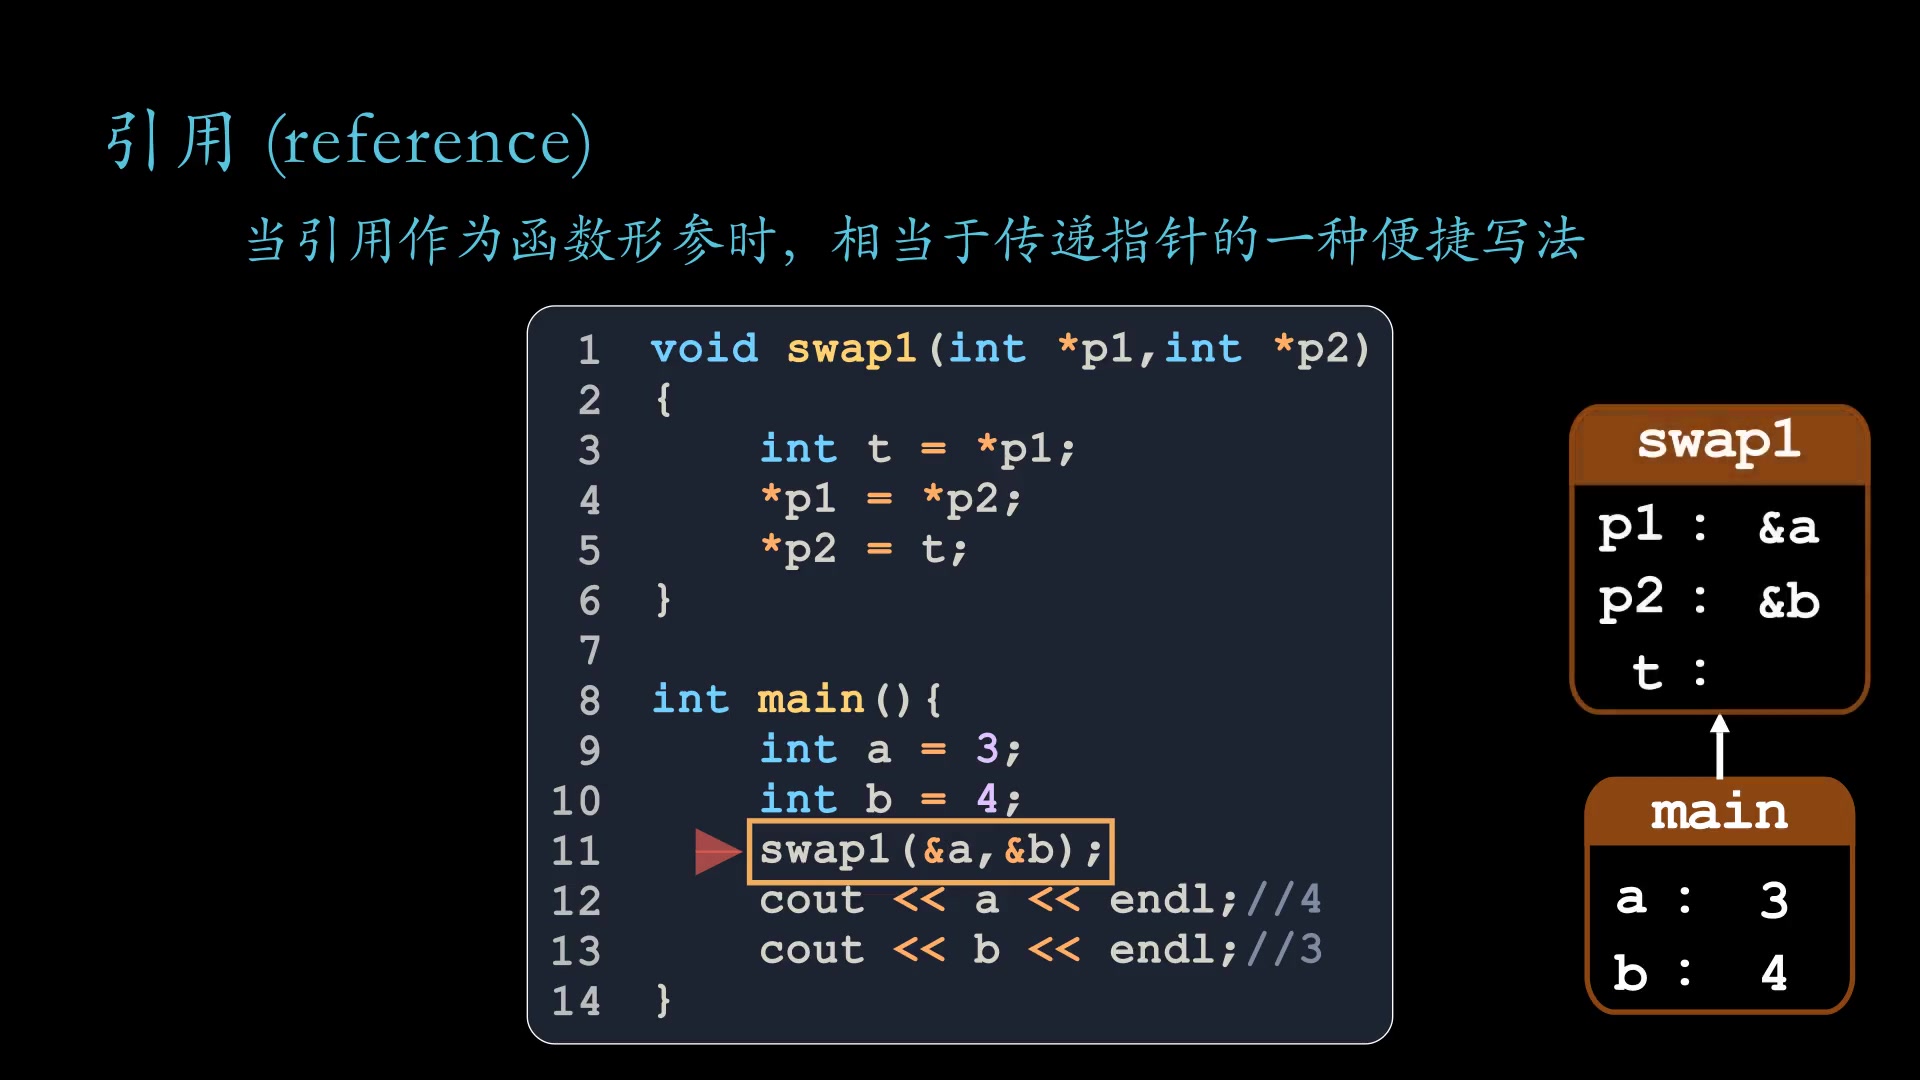 引用 (reference)
当引用作为函数形参时，相当于传递指针的一种便捷写法
1 void swap1(int *p1,int *p2)
2 {
3 int t = *p1;
4 *p1 = *p2;
5 *p2 = t;
6 }
7
8 int main(){
9 int a = 3;
10 int b = 4;
11 swap1(&a,&b);
12 cout << a << endl;//4
13 cout << b << endl;//3
14 }
swap1
p1 : &a
p2 : &b
t :
main
a : 3
b : 4